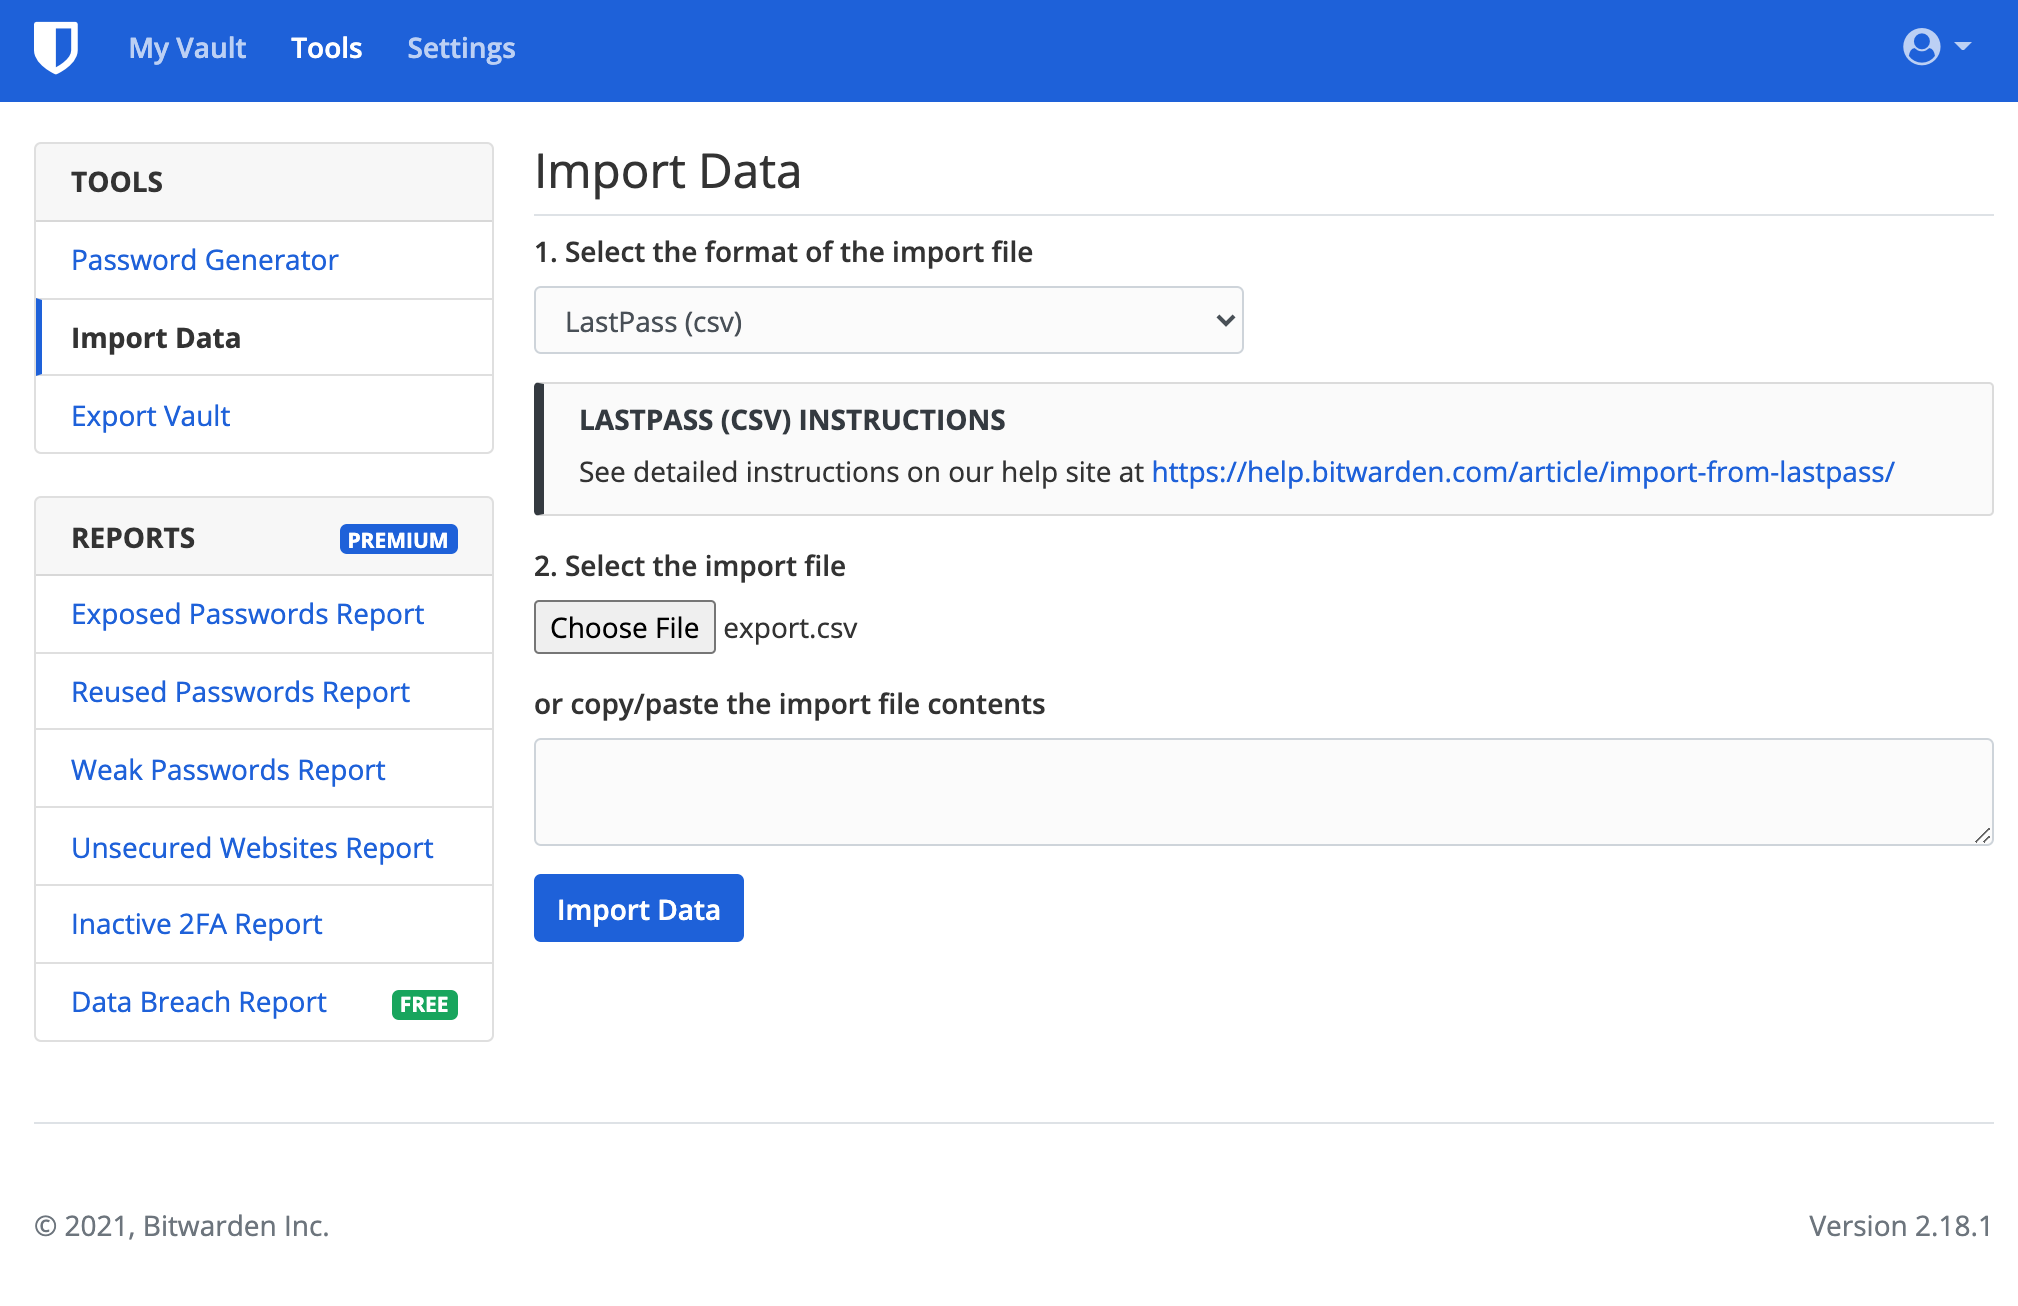 My Vault Tools Settings
TOOLS
Password Generator
Import Data
Export Vault
REPORTS PREMIUM
Exposed Passwords Report
Reused Passwords Report
Weak Passwords Report
Unsecured Websites Report
Inactive 2FA Report
Data Breach Report FREE
Import Data
1. Select the format of the import file
LastPass (csv)
LASTPASS (CSV) INSTRUCTIONS
See detailed instructions on our help site at https://help.bitwarden.com/article/import-from-lastpass/
2. Select the import file
Choose File export.csv
or copy/paste the import file contents
Import Data
© 2021, Bitwarden Inc.
Version 2.18.1